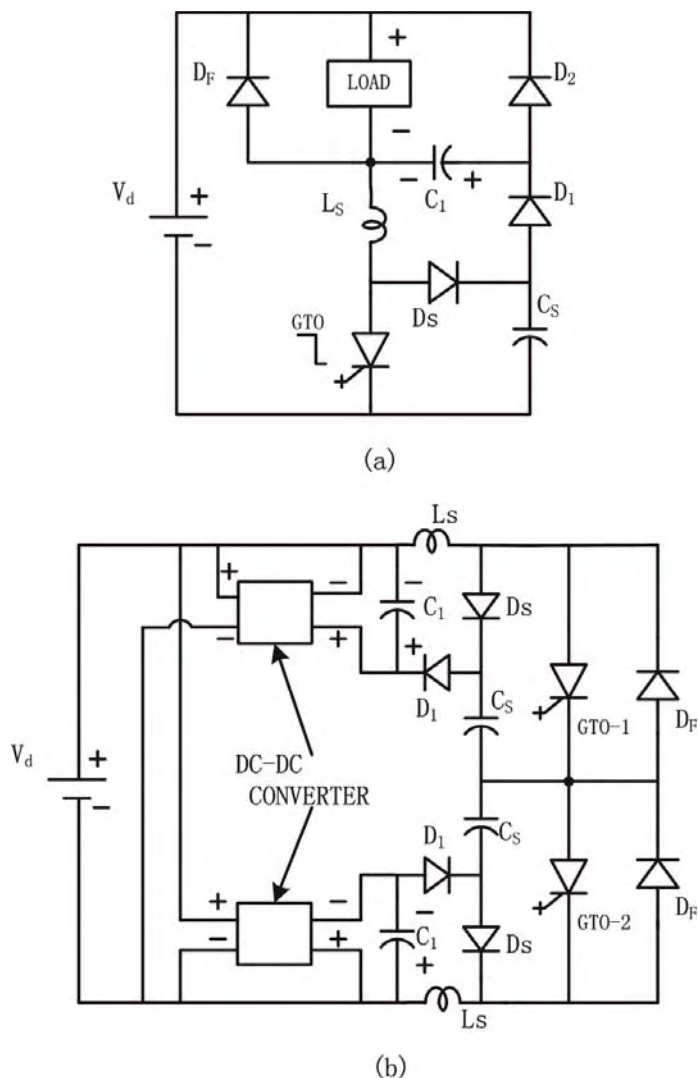 +
D_F
LOAD
D_2
−
−
+
C_1
V_d
+
−
L_S
D_1
Ds
C_S
GTO
+
(a)
Ls
+
−
−
C_1
Ds
−
+
+
D_1
C_S
+
GTO-1
D_F
V_d
+
−
DC-DC
CONVERTER
D_1
C_S
+
−
−
+
−
C_1
+
Ds
+
GTO-2
D_F
Ls
(b)